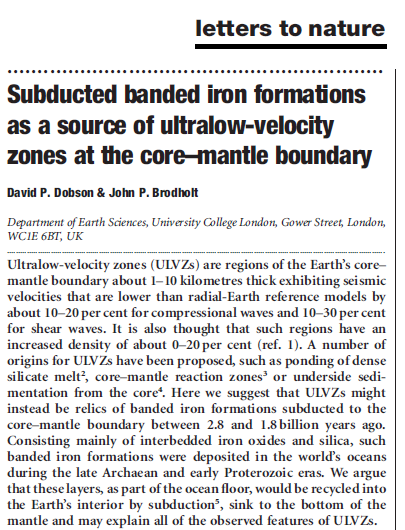 letters to nature
Subducted banded iron formations
as a source of ultralow-velocity
zones at the core–mantle boundary
David P. Dobson & John P. Brodholt
Department of Earth Sciences, University College London, Gower Street, London,
WC1E 6BT, UK
Ultralow-velocity zones (ULVZs) are regions of the Earth's core–
mantle boundary about 1–10 kilometres thick exhibiting seismic
velocities that are lower than radial-Earth reference models by
about 10–20 per cent for compressional waves and 10–30 per cent
for shear waves. It is also thought that such regions have an
increased density of about 0–20 per cent (ref. 1). A number of
origins for ULVZs have been proposed, such as ponding of dense
silicate melt², core–mantle reaction zones³ or underside sedi-
mentation from the core⁴. Here we suggest that ULVZs might
instead be relics of banded iron formations subducted to the
core–mantle boundary between 2.8 and 1.8 billion years ago.
Consisting mainly of interbedded iron oxides and silica, such
banded iron formations were deposited in the world's oceans
during the late Archaean and early Proterozoic eras. We argue
that these layers, as part of the ocean floor, would be recycled into
the Earth's interior by subduction⁵, sink to the bottom of the
mantle and may explain all of the observed features of ULVZs.